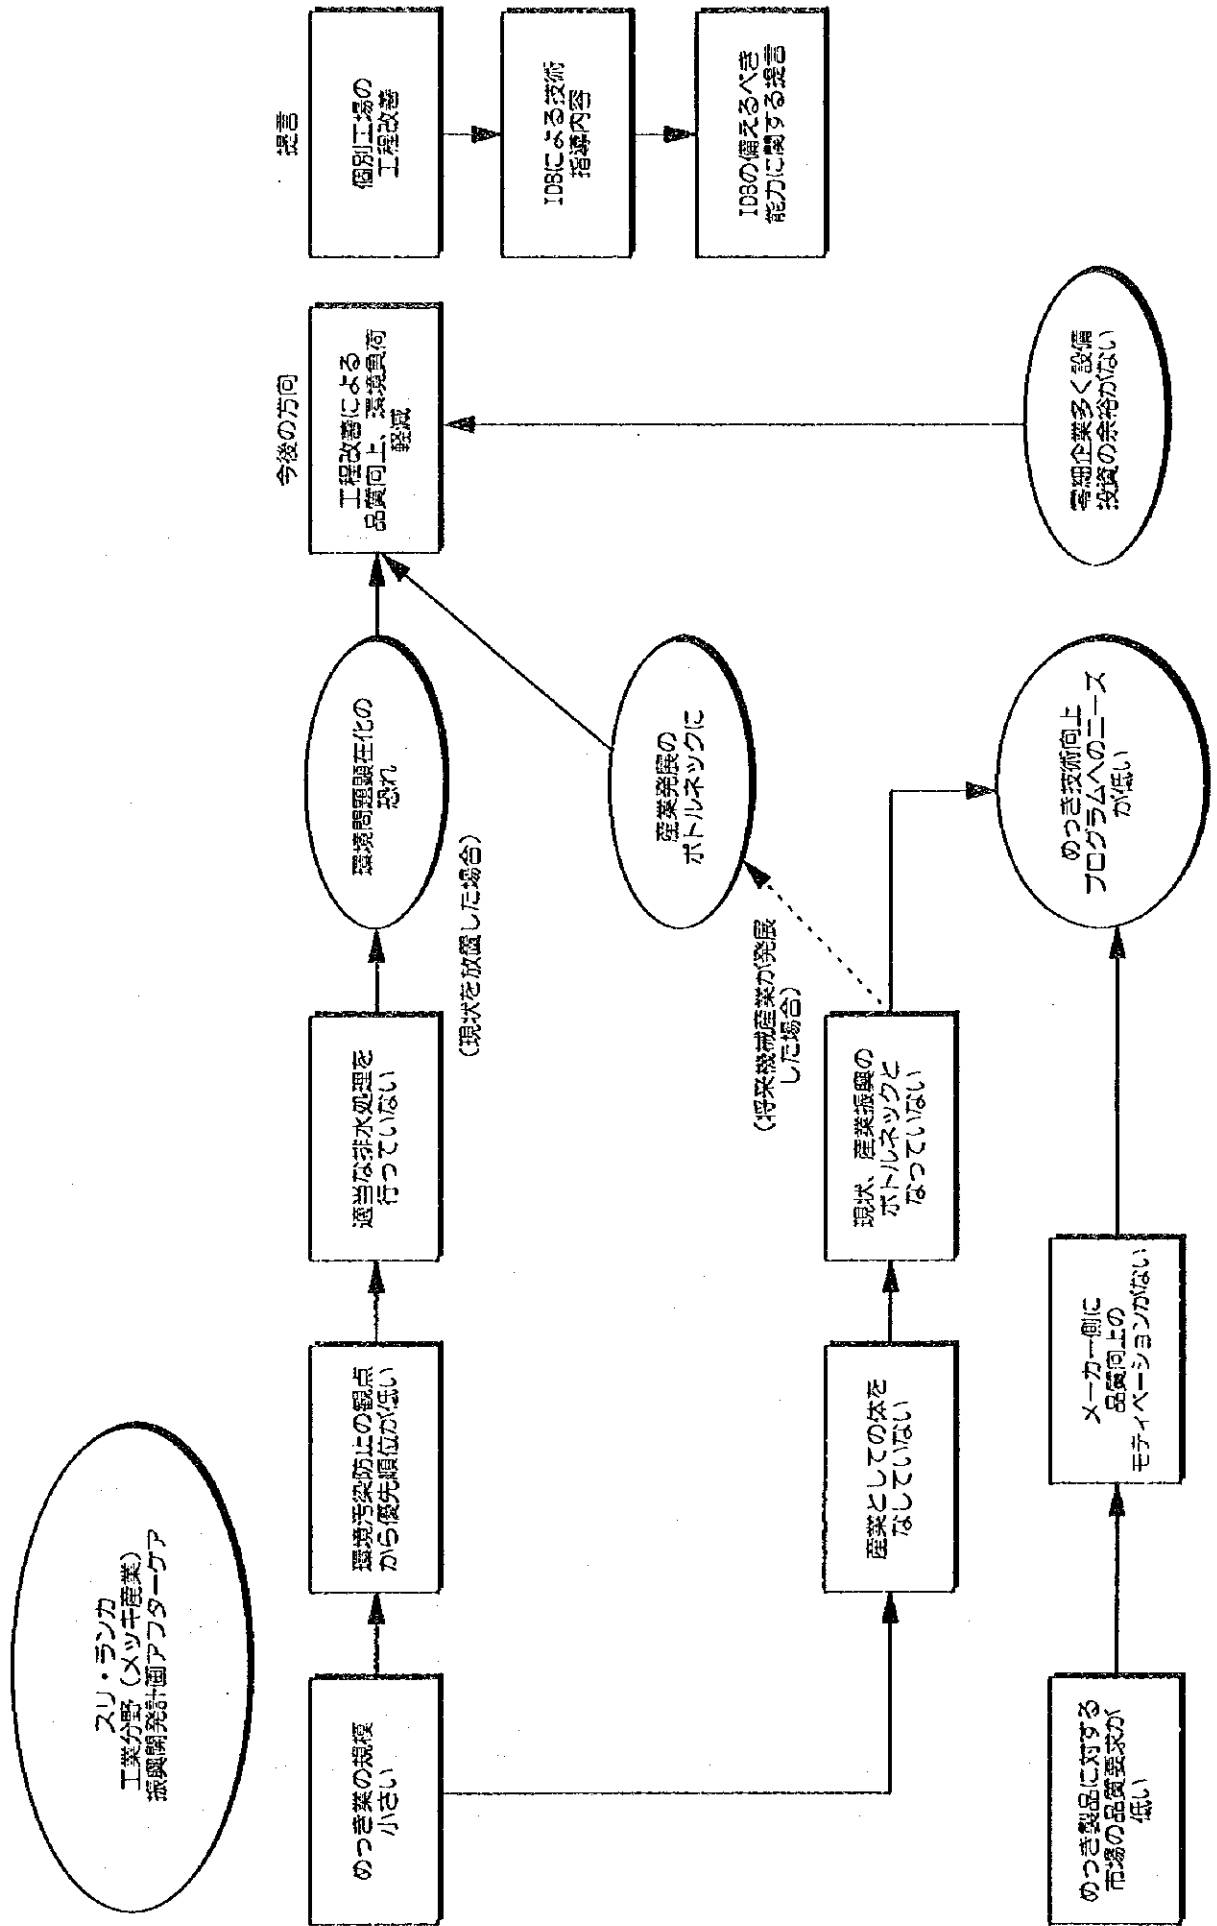 スリ・ランカ
工業分野（メッキ産業）
振興開発計画アフターケア
めっき業の規模
小さい
環境汚染防止の観点
から優先順位が低い
適当な排水処理を
行っていない
環境問題顕在化の
恐れ
（現状を放置した場合）
今後の方向
工程改善による
品質向上、環境負荷
軽減
提言
個別工場の
工程改善
IDBによる技術
指導内容
IDBの備えるべき
能力に関する提言
産業としての体を
なしていない
現状、産業振興の
ボトルネックと
なっていない
（将来機械産業が発展
した場合）
産業発展の
ボトルネックに
めっき製品に対する
市場の品質要求が
低い
メーカー側に
品質向上の
モティベーションがない
めっき技術向上
プログラムへのニーズ
が低い
零細企業多く設備
投資の余裕がない